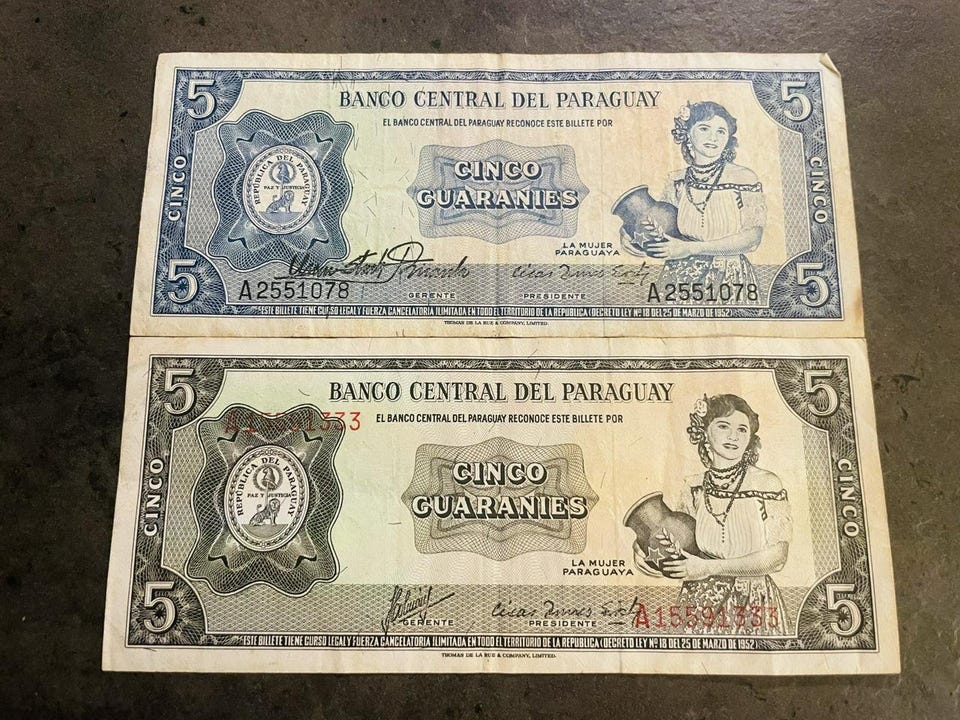 5 5
BANCO CENTRAL DEL PARAGUAY
EL BANCO CENTRAL DEL PARAGUAY RECONOCE ESTE BILLETE POR
REPÚBLICA DEL PARAGUAY
PAZ Y JUSTICIA
CINCO
GUARANIES
CINCO
CINCO
LA MUJER
PARAGUAYA
5 5
A2551078
GERENTE
PRESIDENTE
A2551078
ESTE BILLETE TIENE CURSO LEGAL Y FUERZA CANCELATORIA ILIMITADA EN TODO EL TERRITORIO DE LA REPUBLICA (DECRETO LEY Nº 18 DEL 25 DE MARZO DE 1952)
THOMAS DE LA RUE & COMPANY, LIMITED.
5 5
BANCO CENTRAL DEL PARAGUAY
EL BANCO CENTRAL DEL PARAGUAY RECONOCE ESTE BILLETE POR
A15591333
REPÚBLICA DEL PARAGUAY
PAZ Y JUSTICIA
CINCO
GUARANIES
CINCO
CINCO
LA MUJER
PARAGUAYA
5 5
GERENTE
PRESIDENTE
A15591333
ESTE BILLETE TIENE CURSO LEGAL Y FUERZA CANCELATORIA ILIMITADA EN TODO EL TERRITORIO DE LA REPUBLICA (DECRETO LEY Nº 18 DEL 25 DE MARZO DE 1952)
THOMAS DE LA RUE & COMPANY, LIMITED.